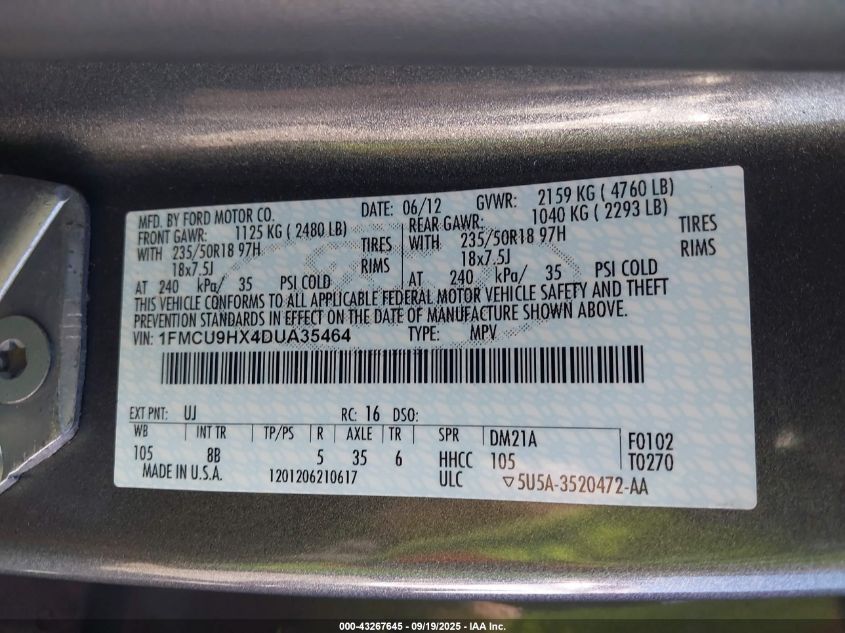 MFD. BY FORD MOTOR CO. DATE: 06/12 GVWR: 2159 KG ( 4760 LB)
FRONT GAWR: 1125 KG ( 2480 LB) REAR GAWR: 1040 KG ( 2293 LB)
WITH 235/50R18 97H TIRES WITH 235/50R18 97H TIRES
18x7.5J RIMS 18x7.5J RIMS
AT 240 kPa/ 35 PSI COLD AT 240 kPa/ 35 PSI COLD
THIS VEHICLE CONFORMS TO ALL APPLICABLE FEDERAL MOTOR VEHICLE SAFETY AND THEFT
PREVENTION STANDARDS IN EFFECT ON THE DATE OF MANUFACTURE SHOWN ABOVE.
VIN: 1FMCU9HX4DUA35464 TYPE: MPV
EXT PNT: UJ RC: 16 DSO:
WB INT TR TP/PS R AXLE TR SPR DM21A F0102
105 8B 5 35 6 HHCC 105 T0270
MADE IN U.S.A. 1201206210617 ULC ▽5U5A-3520472-AA
000-43267645 - 09/19/2025 - IAA Inc.